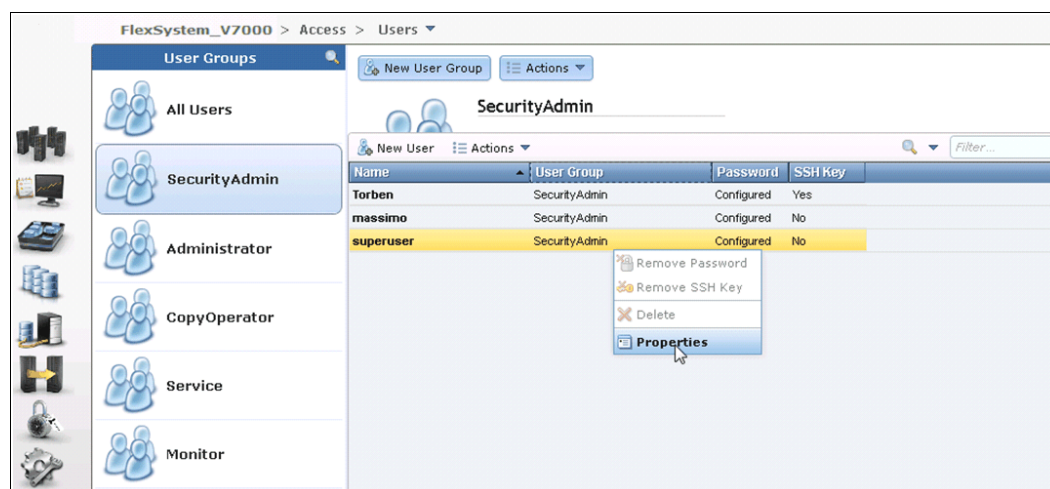 FlexSystem_V7000 > Access > Users
User Groups
All Users
SecurityAdmin
Administrator
CopyOperator
Service
Monitor
New User Group
Actions
SecurityAdmin
New User
Actions
Filter...
Name User Group Password SSH Key
Torben SecurityAdmin Configured Yes
massimo SecurityAdmin Configured No
superuser SecurityAdmin Configured No
Remove Password
Remove SSH Key
Delete
Properties